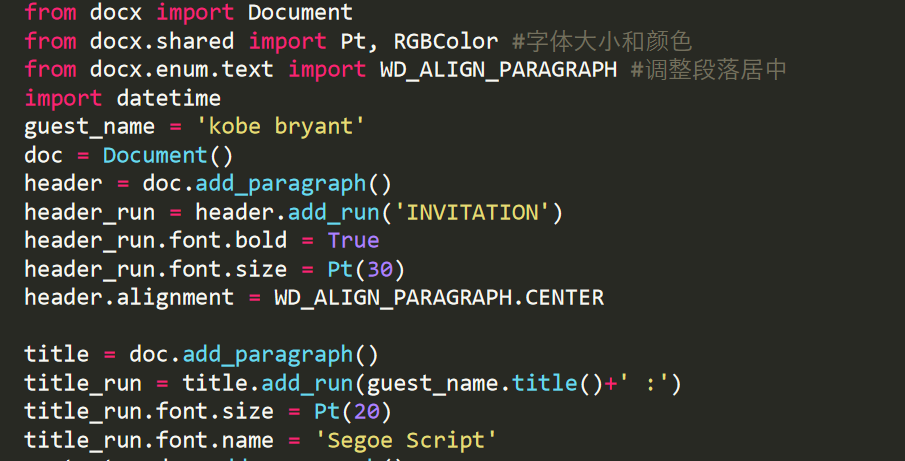 from docx import Document
from docx.shared import Pt, RGBColor #字体大小和颜色
from docx.enum.text import WD_ALIGN_PARAGRAPH #调整段落居中
import datetime
guest_name = 'kobe bryant'
doc = Document()
header = doc.add_paragraph()
header_run = header.add_run('INVITATION')
header_run.font.bold = True
header_run.font.size = Pt(30)
header.alignment = WD_ALIGN_PARAGRAPH.CENTER
title = doc.add_paragraph()
title_run = title.add_run(guest_name.title()+' :')
title_run.font.size = Pt(20)
title_run.font.name = 'Segoe Script'